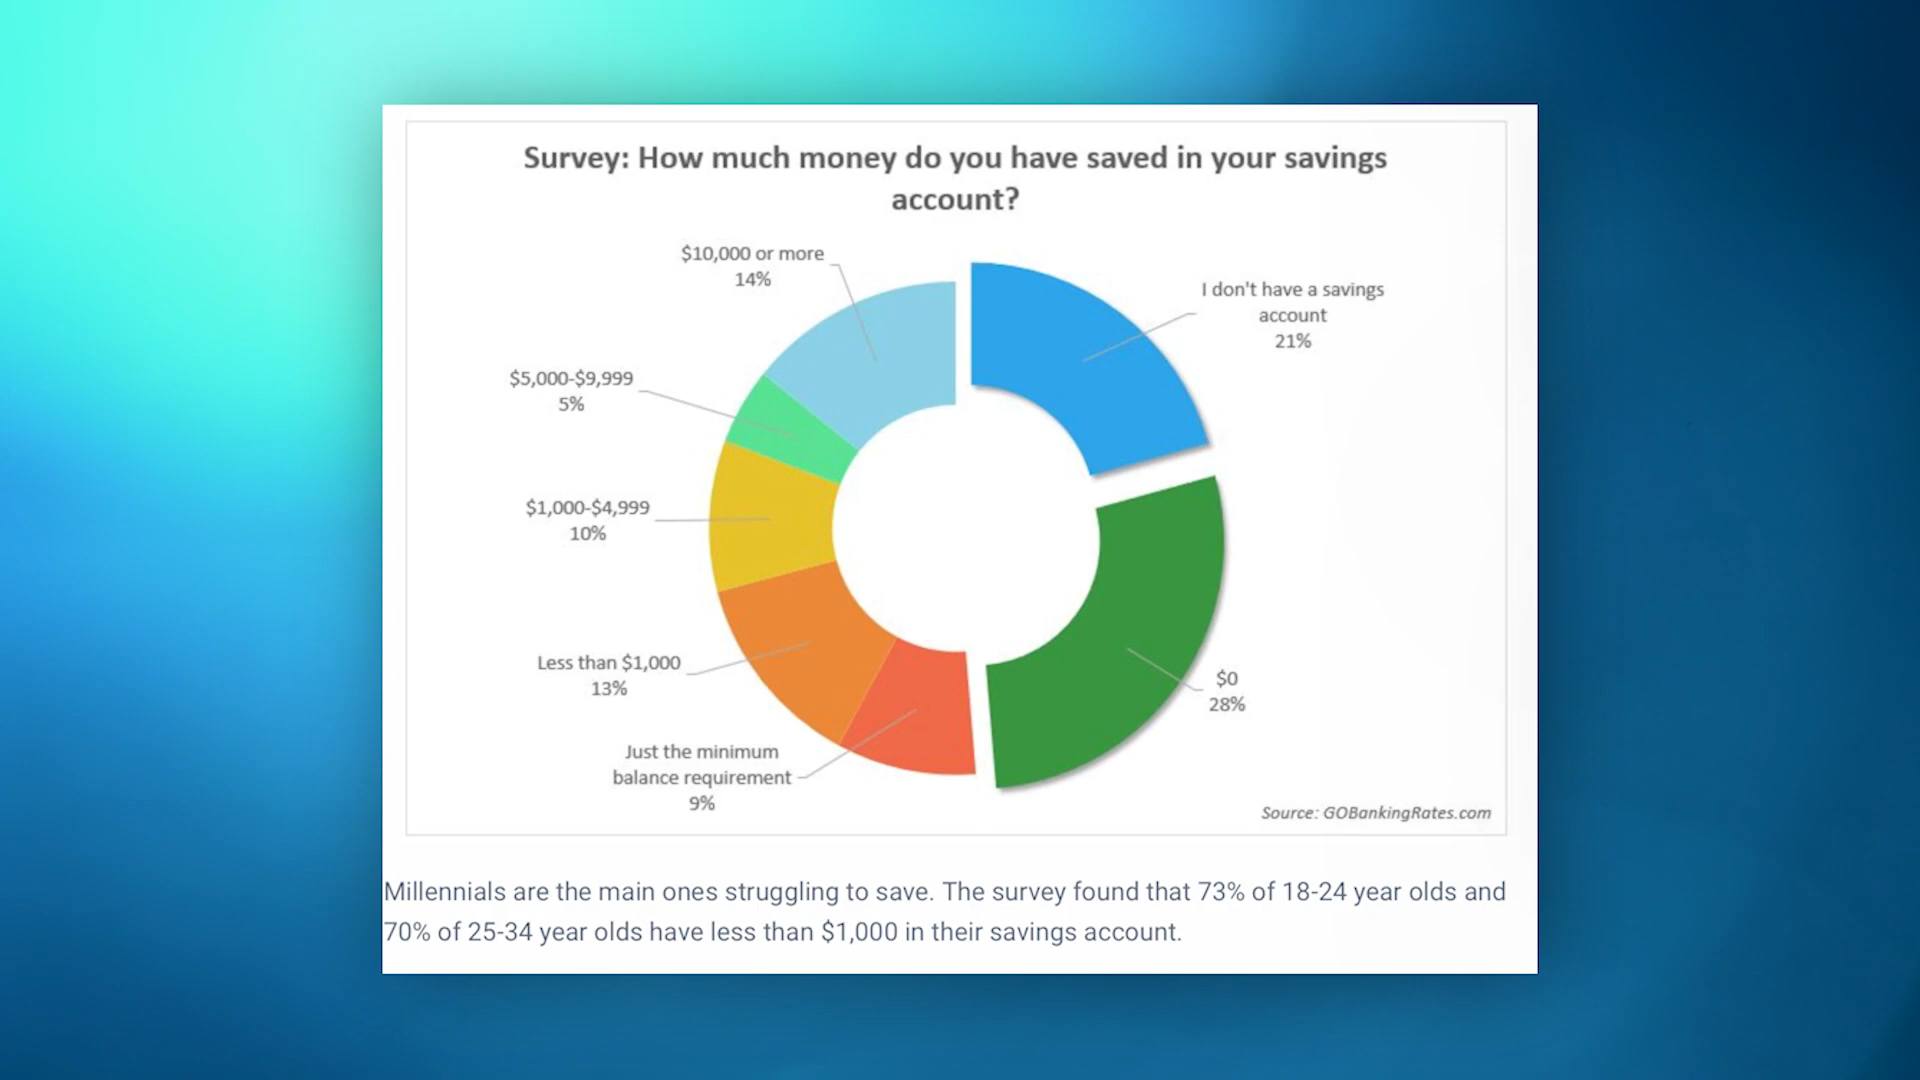 Survey: How much money do you have saved in your savings
account?
$10,000 or more
14%
I don't have a savings
account
21%
$5,000-$9,999
5%
$1,000-$4,999
10%
Less than $1,000
13%
$0
28%
Just the minimum
balance requirement
9%
Source: GOBankingRates.com
Millennials are the main ones struggling to save. The survey found that 73% of 18-24 year olds and
70% of 25-34 year olds have less than $1,000 in their savings account.